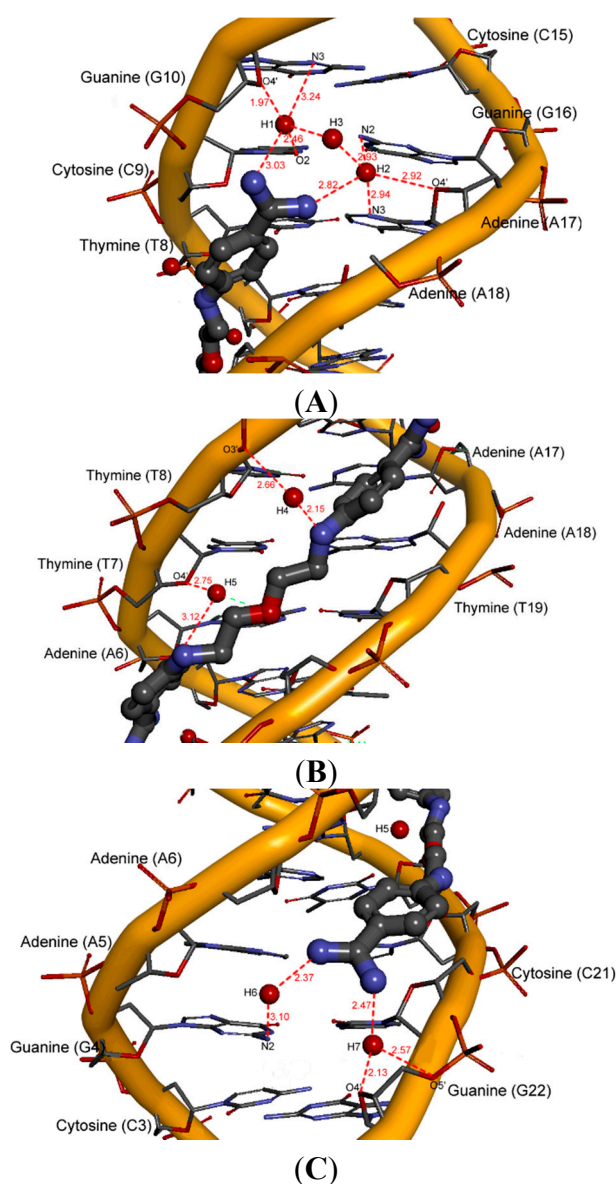 Cytosine (C15)
N3
Guanine (G10)
O4'
1.97
3.24
Guanine (G16)
H1
H3
2.46
N2
O2
2.93
H2
Cytosine (C9)
3.03
2.92
O4'
2.82
2.94
N3
Adenine (A17)
Thymine (T8)
Adenine (A18)
(A)
O3'
Adenine (A17)
Thymine (T8)
2.66
H4
2.15
Adenine (A18)
Thymine (T7)
O4'
2.75
H5
Thymine (T19)
3.12
Adenine (A6)
(B)
H5
Adenine (A6)
Adenine (A5)
Cytosine (C21)
2.37
H6
2.47
3.10
Guanine (G4)
N2
H7
2.57
2.13
O4'
O5'
Guanine (G22)
Cytosine (C3)
(C)